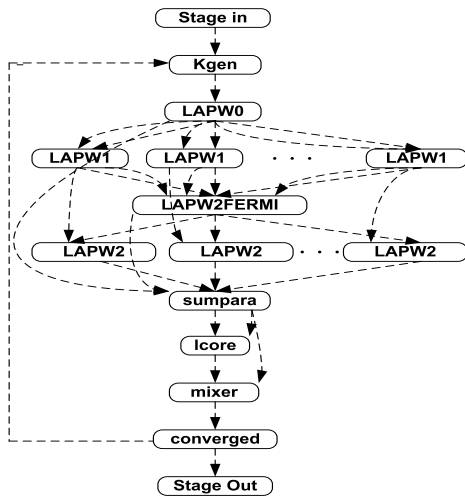 Stage in
Kgen
LAPW0
LAPW1 LAPW1 . . . LAPW1
LAPW2FERMI
LAPW2 LAPW2 . . . LAPW2
sumpara
lcore
mixer
converged
Stage Out